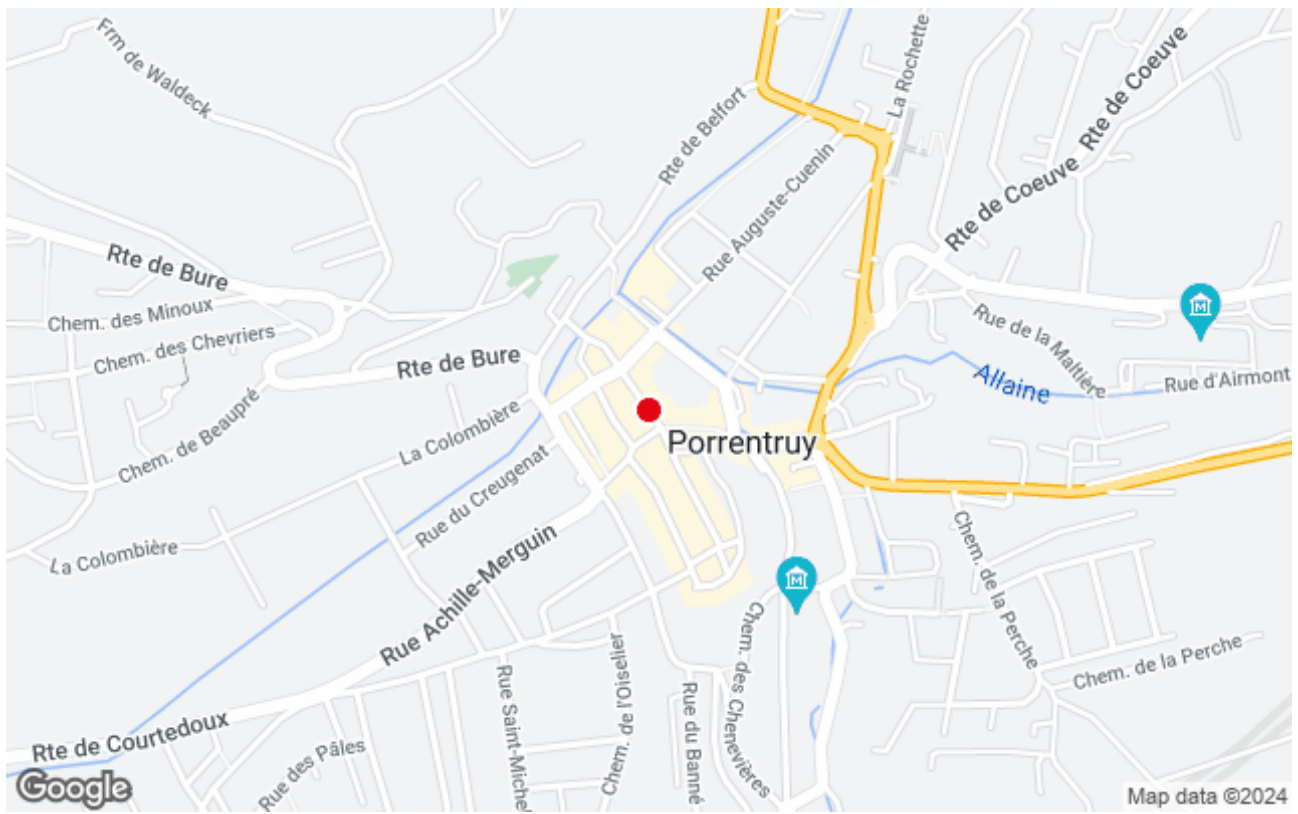 Frm de Waldeck
La Rochette
Rte de Coeuve
Rte de Belfort
Rue Auguste-Cuenin
Rte de Coeuve
Rte de Coeuve
Rte de Bure
Chem. des Minoux
Chem. des Chevriers
Rte de Bure
Rue de la Maltière
Allaine
Rue d'Airmont
Chem. de Beaupré
La Colombière
Porrentruy
Rue du Creugenat
La Colombière
Rue Achille-Merguin
Chem. de la Perche
Chem. de la Perche
Chem. des Chenevières
Chem. de l'Oiselier
Rue Saint-Michel
Rue du Banné
Rte de Courtedoux
Rue des Pâles
Google
Map data ©2024